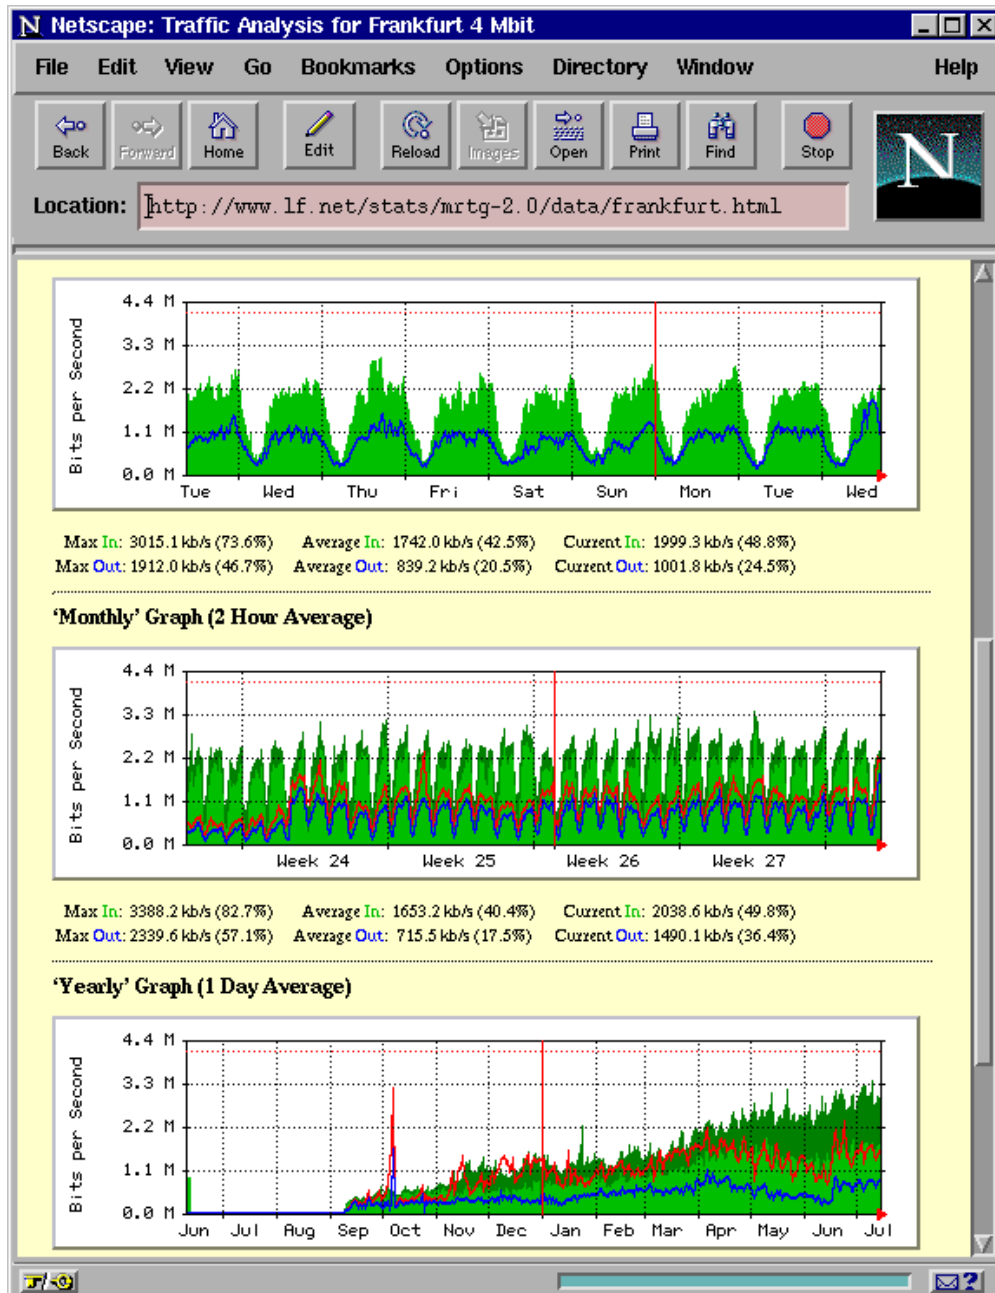 Netscape: Traffic Analysis for Frankfurt 4 Mbit
File Edit View Go Bookmarks Options Directory Window Help
Back Forward Home Edit Reload Images Open Print Find Stop
N
Location: http://www.lf.net/stats/mrtg-2.0/data/frankfurt.html
Bits per Second
4.4 M
3.3 M
2.2 M
1.1 M
0.0 M
Tue Wed Thu Fri Sat Sun Mon Tue Wed
Max In: 3015.1 kb/s (73.6%) Average In: 1742.0 kb/s (42.5%) Current In: 1999.3 kb/s (48.8%)
Max Out: 1912.0 kb/s (46.7%) Average Out: 839.2 kb/s (20.5%) Current Out: 1001.8 kb/s (24.5%)
‘Monthly’ Graph (2 Hour Average)
Bits per Second
4.4 M
3.3 M
2.2 M
1.1 M
0.0 M
Week 24 Week 25 Week 26 Week 27
Max In: 3388.2 kb/s (82.7%) Average In: 1653.2 kb/s (40.4%) Current In: 2038.6 kb/s (49.8%)
Max Out: 2339.6 kb/s (57.1%) Average Out: 715.5 kb/s (17.5%) Current Out: 1490.1 kb/s (36.4%)
‘Yearly’ Graph (1 Day Average)
Bits per Second
4.4 M
3.3 M
2.2 M
1.1 M
0.0 M
Jun Jul Aug Sep Oct Nov Dec Jan Feb Mar Apr May Jun Jul